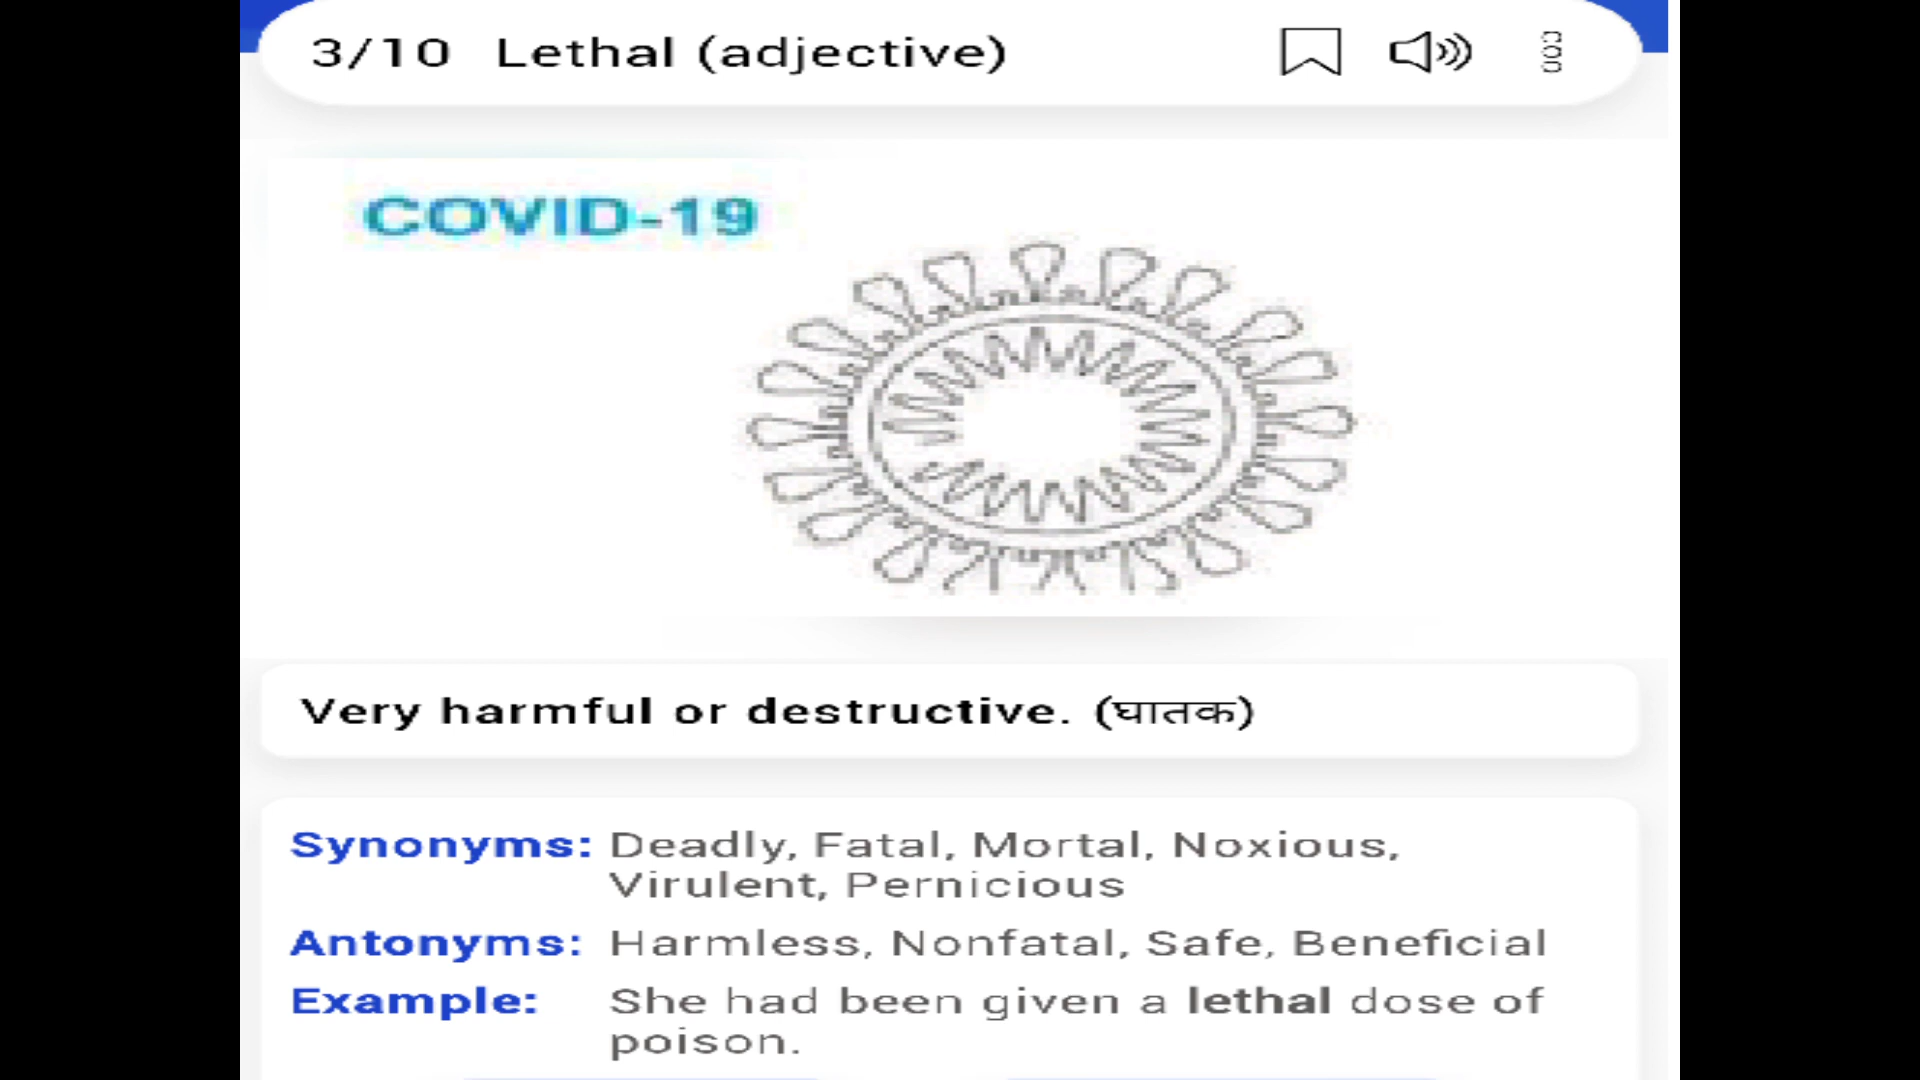 3/10 Lethal (adjective)
COVID-19
Very harmful or destructive. (घातक)
Synonyms: Deadly, Fatal, Mortal, Noxious,
Virulent, Pernicious
Antonyms: Harmless, Nonfatal, Safe, Beneficial
Example: She had been given a lethal dose of
poison.